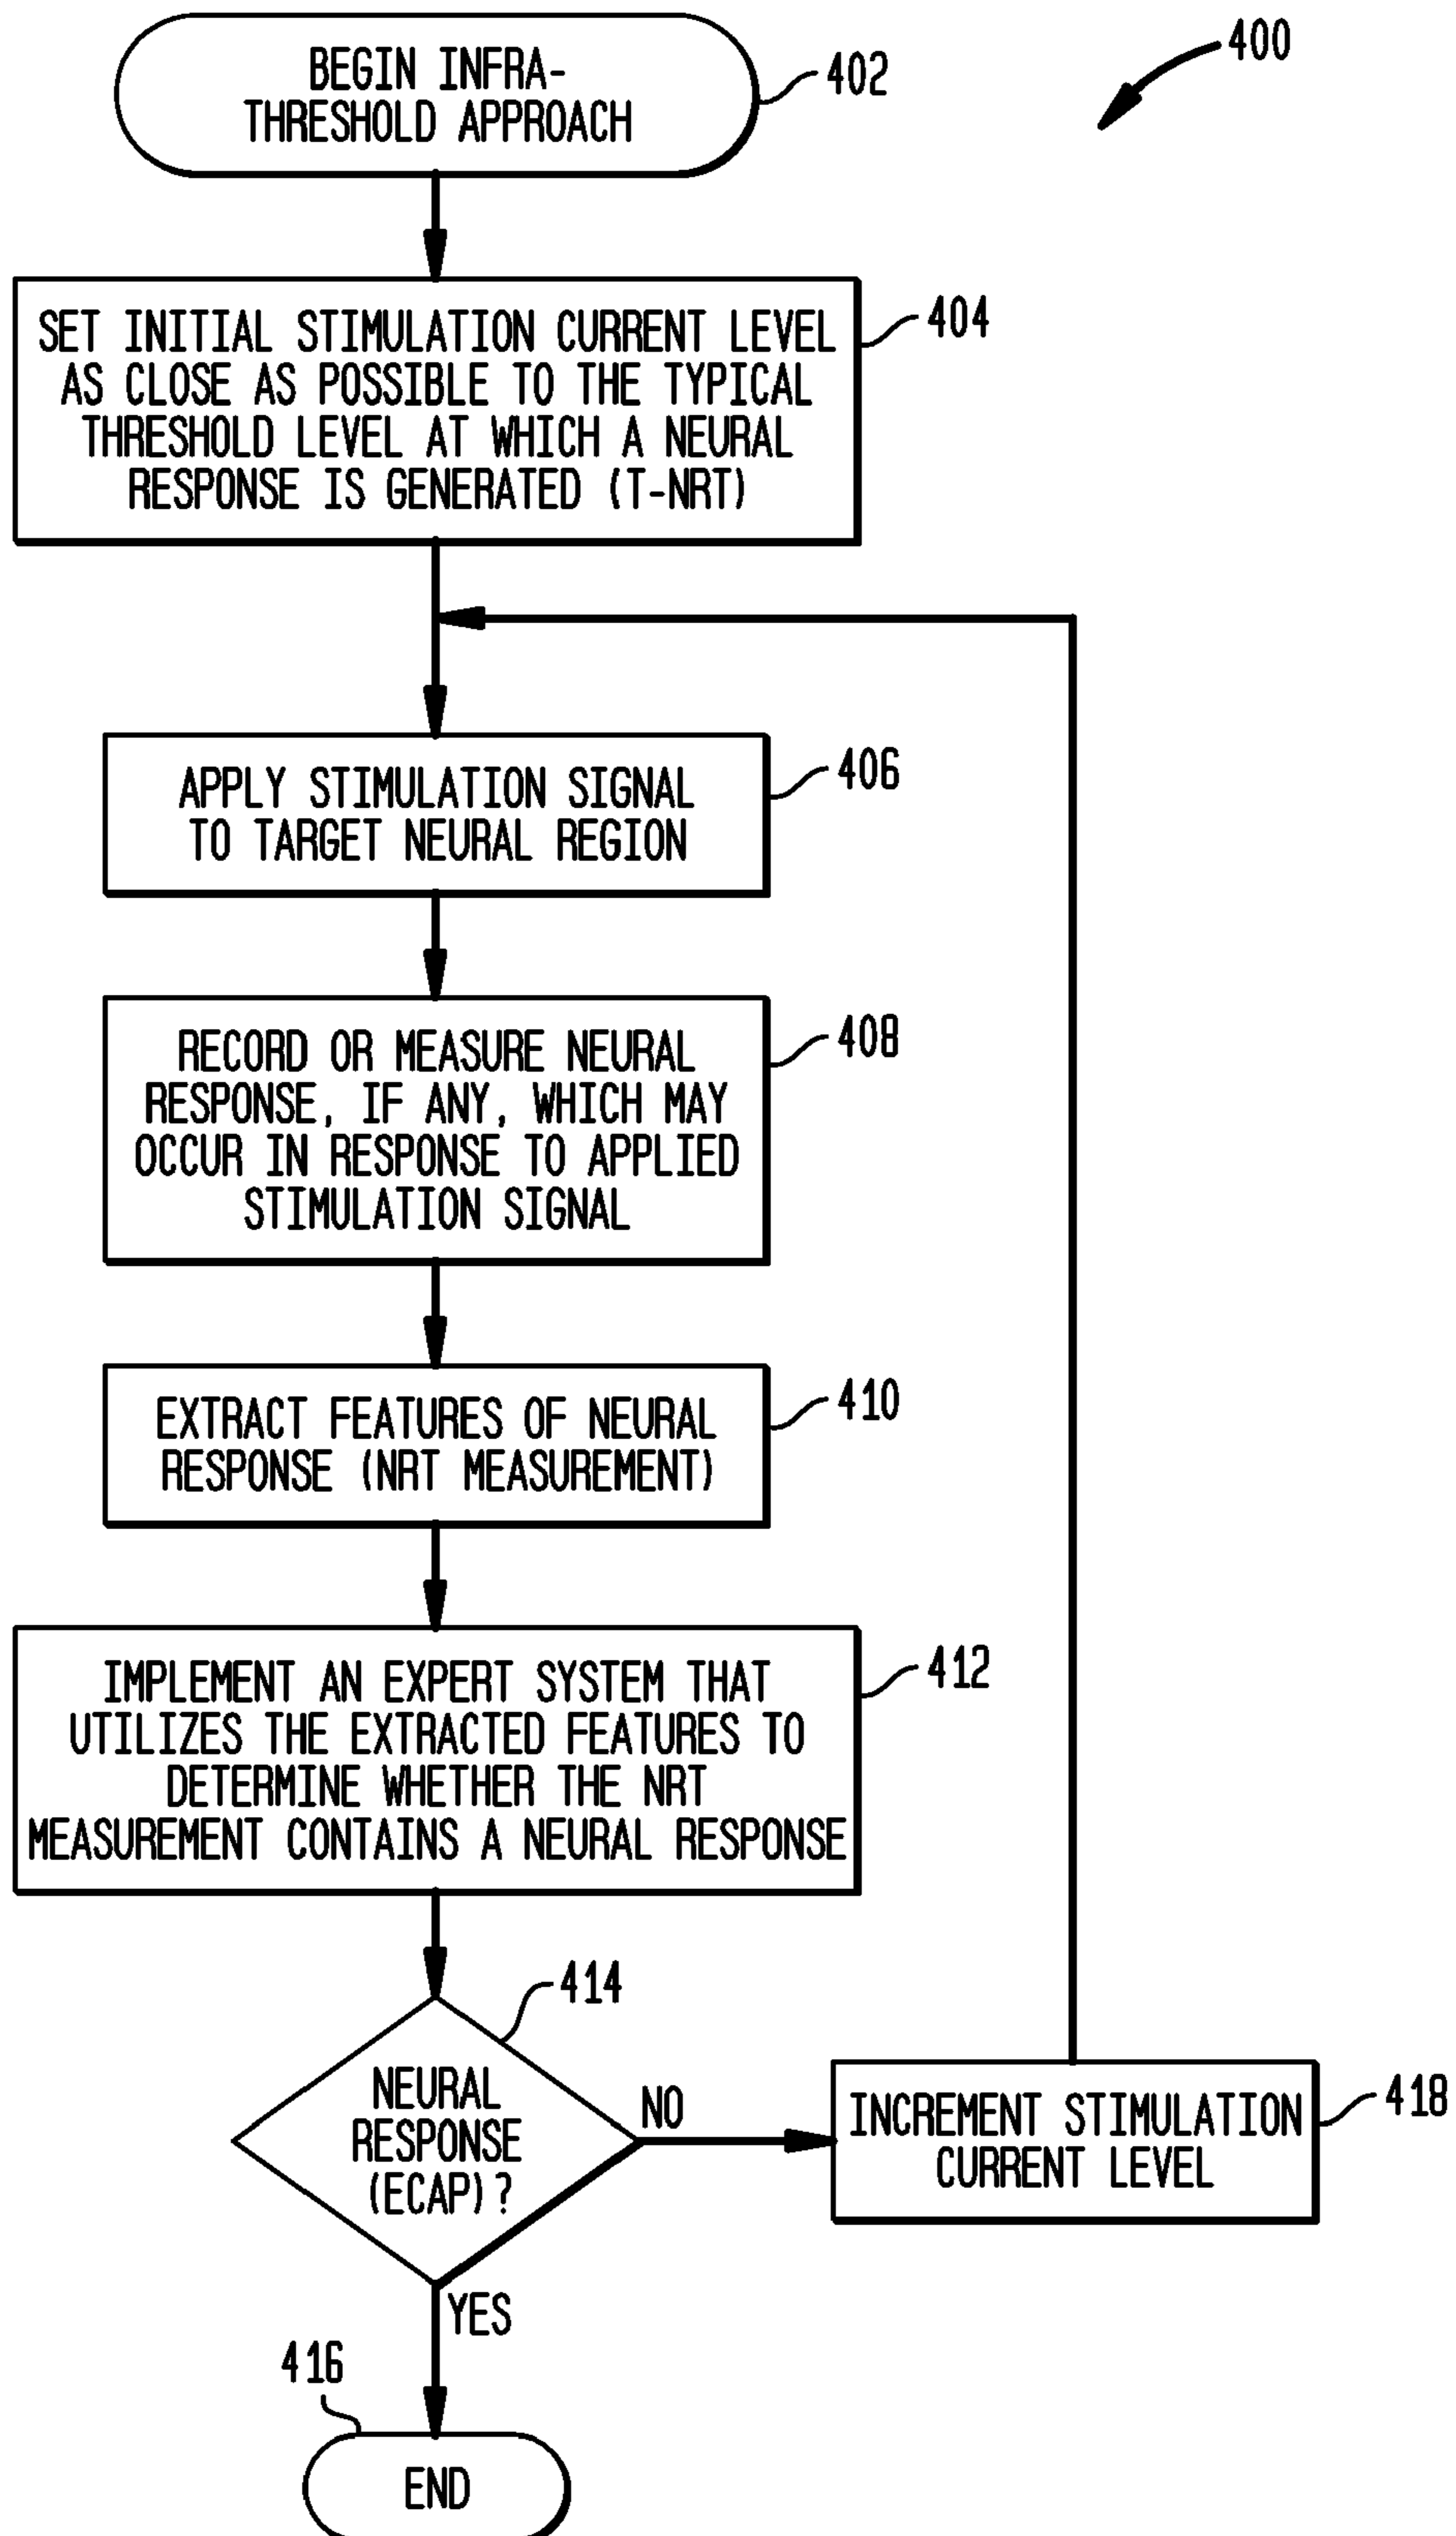 400
BEGIN INFRA-
THRESHOLD APPROACH
402
SET INITIAL STIMULATION CURRENT LEVEL
AS CLOSE AS POSSIBLE TO THE TYPICAL
THRESHOLD LEVEL AT WHICH A NEURAL
RESPONSE IS GENERATED (T-NRT)
404
APPLY STIMULATION SIGNAL
TO TARGET NEURAL REGION
406
RECORD OR MEASURE NEURAL
RESPONSE, IF ANY, WHICH MAY
OCCUR IN RESPONSE TO APPLIED
STIMULATION SIGNAL
408
EXTRACT FEATURES OF NEURAL
RESPONSE (NRT MEASUREMENT)
410
IMPLEMENT AN EXPERT SYSTEM THAT
UTILIZES THE EXTRACTED FEATURES TO
DETERMINE WHETHER THE NRT
MEASUREMENT CONTAINS A NEURAL RESPONSE
412
NEURAL
RESPONSE
(ECAP)?
414
NO
INCREMENT STIMULATION
CURRENT LEVEL
418
YES
416
END